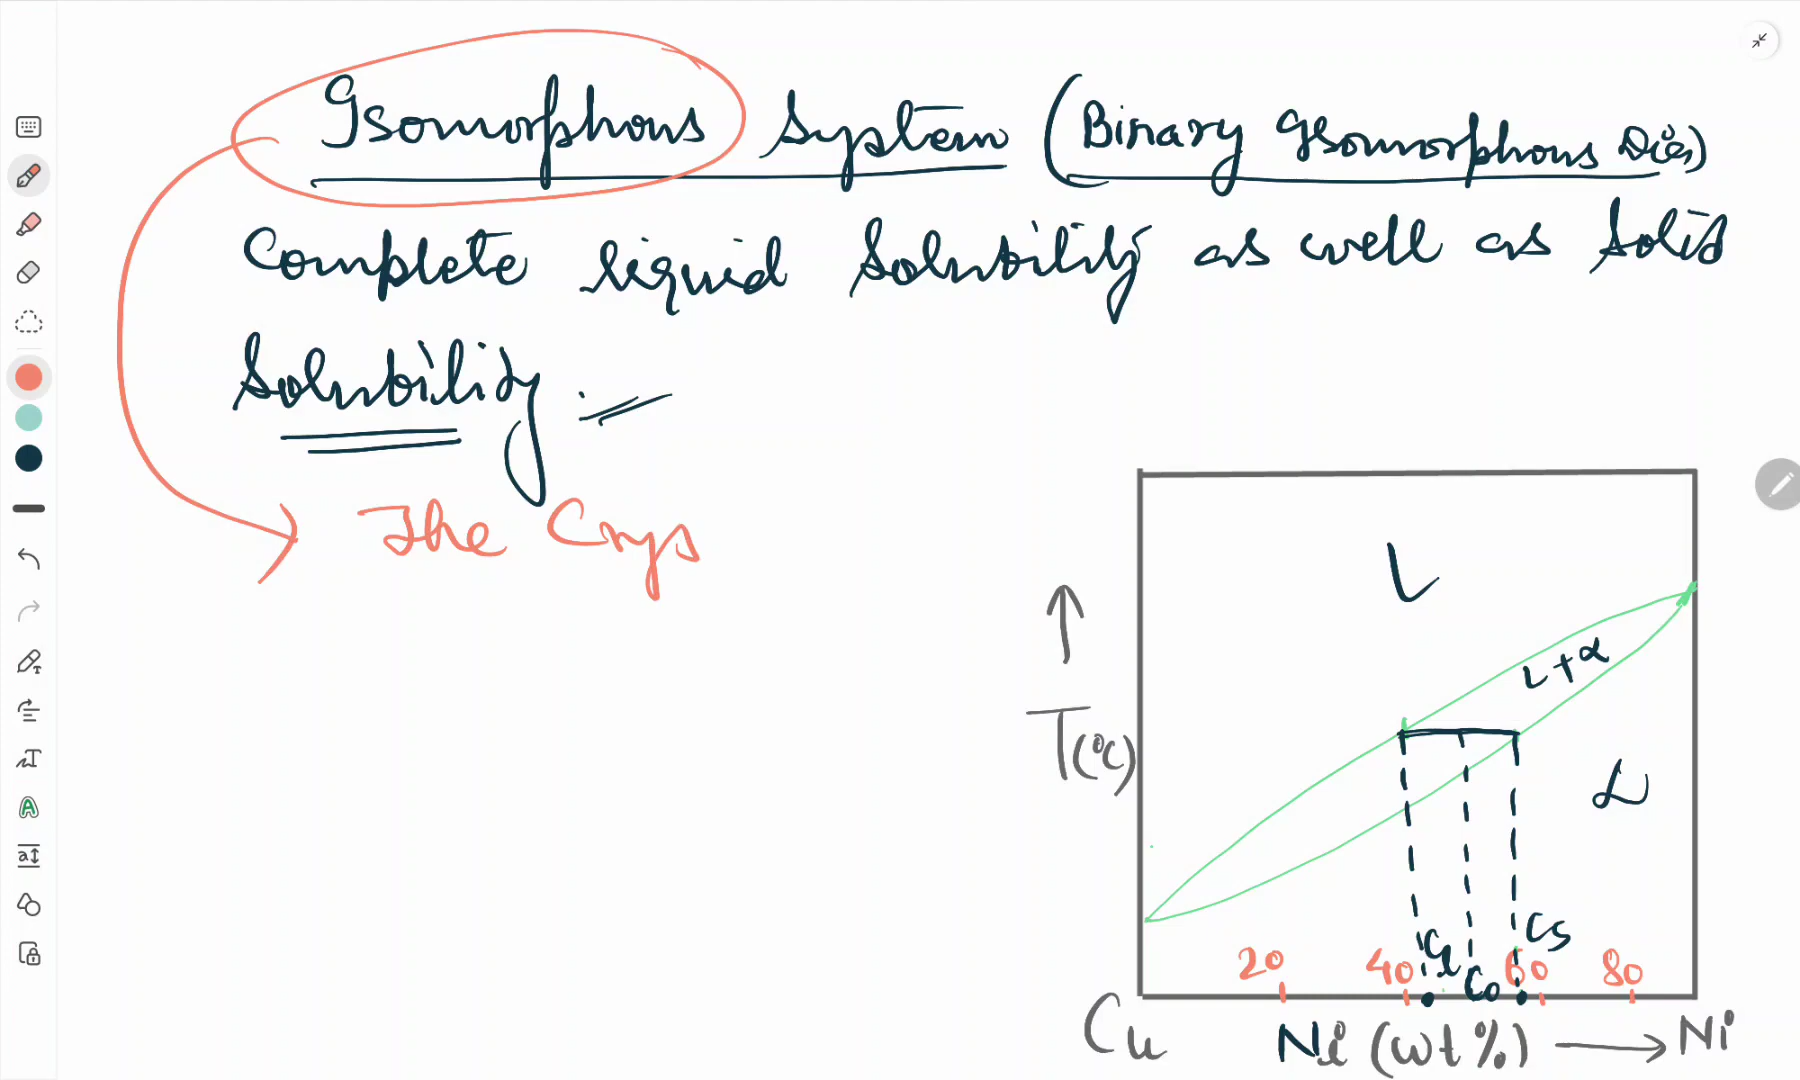 Isomorphous System (Binary Isomorphous Dia)
Complete liquid Solubility as well as Solid
Solubility.
The Crys
L
L+α
T(°C)
α
Cs
Cl
20 40 60 80
Co
Cu Ni (wt%) → Ni